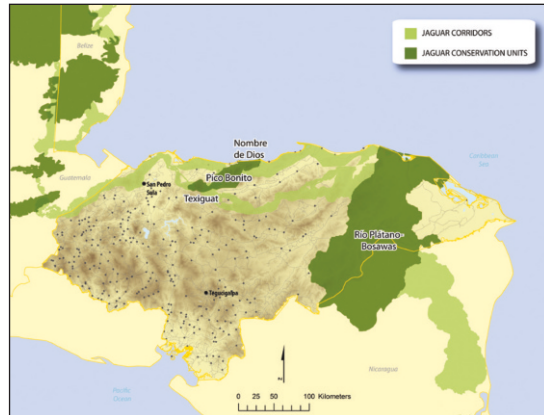 JAGUAR CORRIDORS
JAGUAR CONSERVATION UNITS
Belize
Nombre
de Dios
Caribbean
Sea
Guatemala
Pico Bonito
San Pedro
Sula
Texiguat
Río Plátano-
Bosawas
Tegucigalpa
Nicaragua
Pacific
Ocean
0 25 50 100 Kilometers